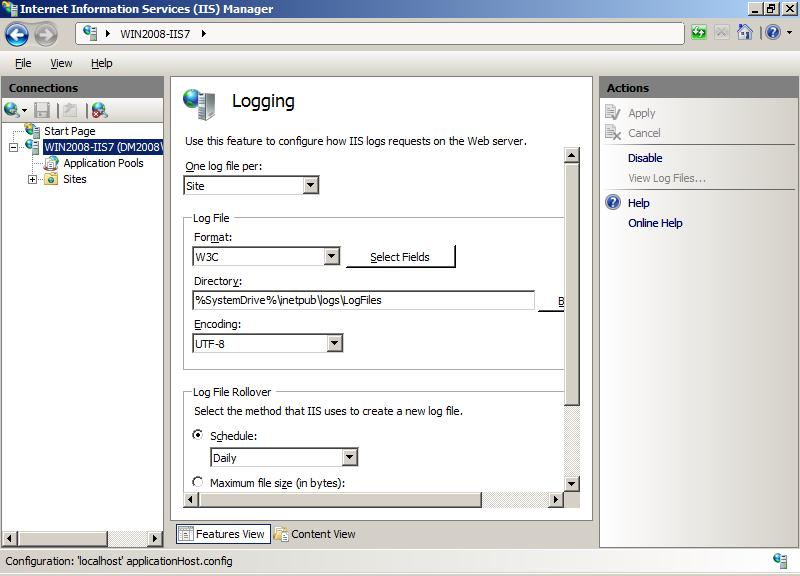 Internet Information Services (IIS) Manager
WIN2008-IIS7
File View Help
Connections
Start Page
WIN2008-IIS7 (DM2008\
Application Pools
Sites
Logging
Use this feature to configure how IIS logs requests on the Web server.
One log file per:
Site
Log File
Format:
W3C
Select Fields
Directory:
%SystemDrive%\inetpub\logs\LogFiles
B
Encoding:
UTF-8
Log File Rollover
Select the method that IIS uses to create a new log file.
Schedule:
Daily
Maximum file size (in bytes):
Features View
Content View
Actions
Apply
Cancel
Disable
View Log Files...
Help
Online Help
Configuration: 'localhost' applicationHost.config